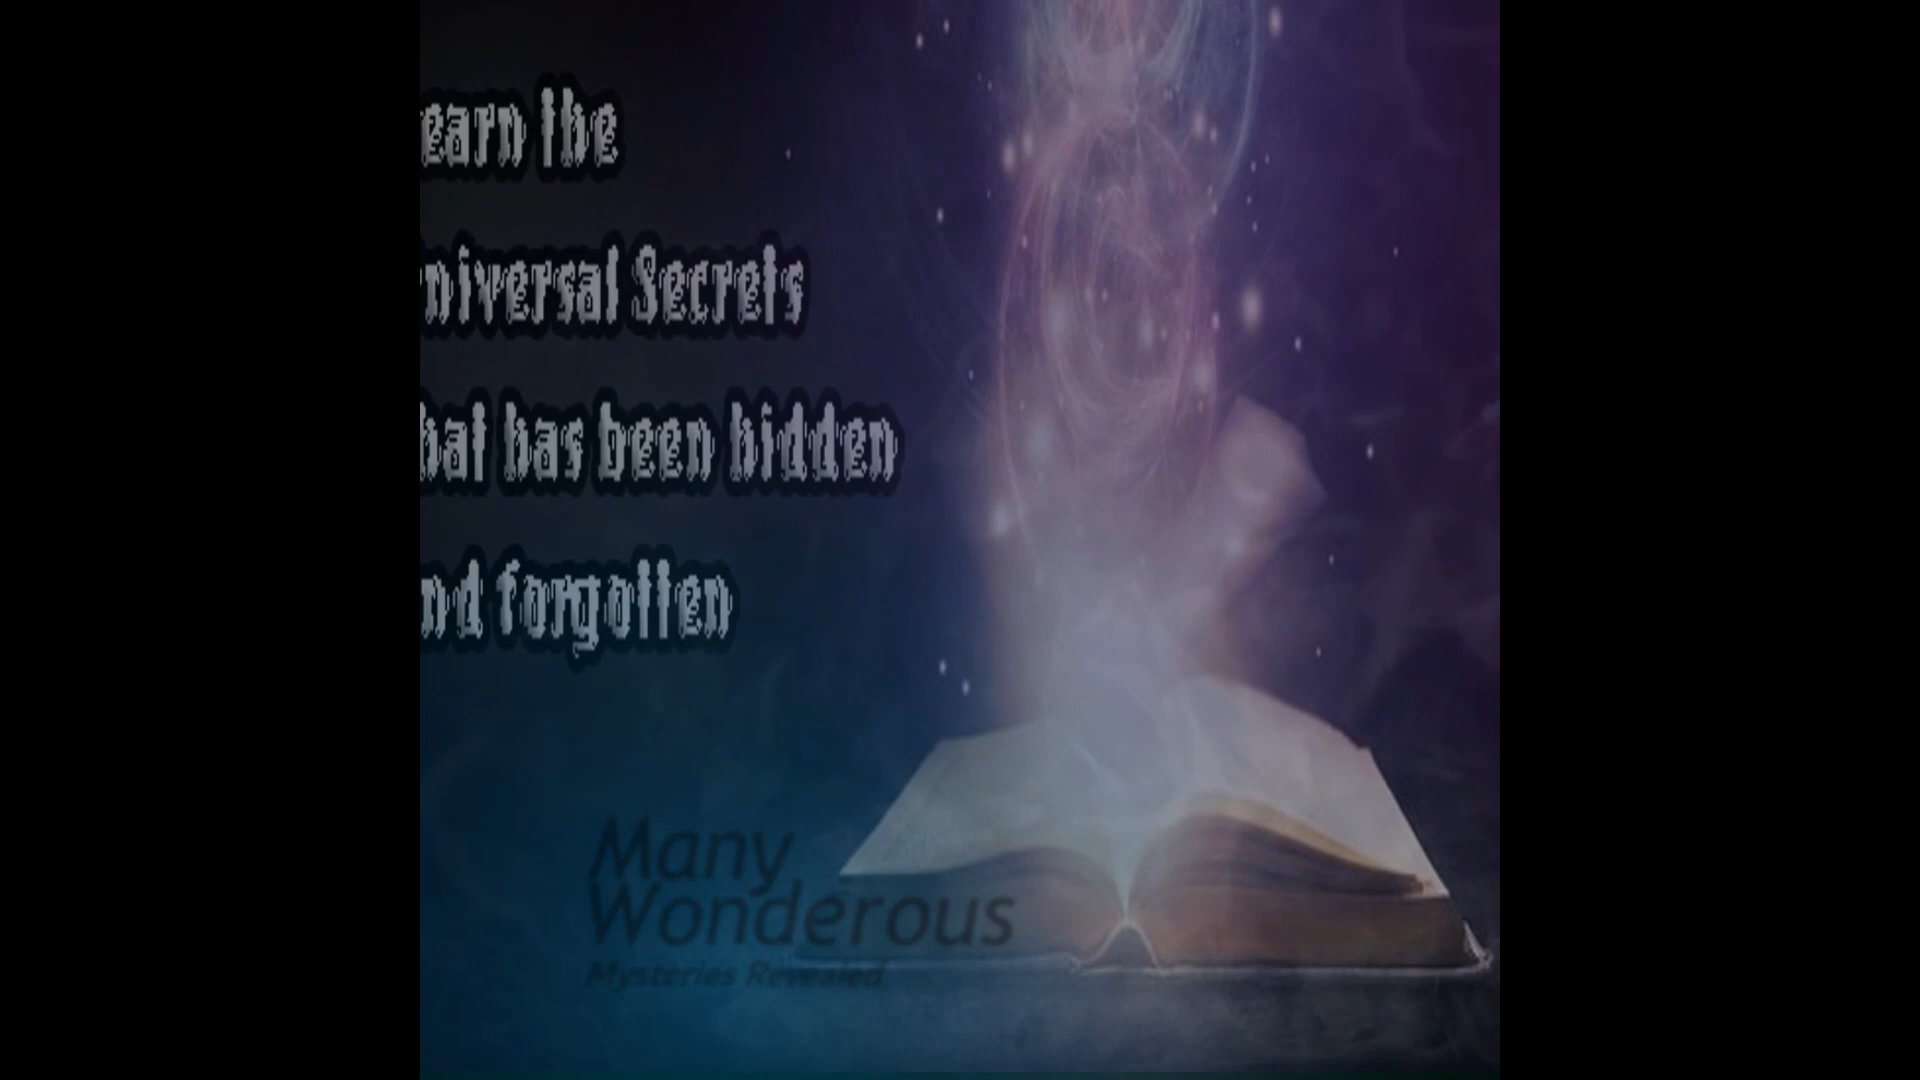 earn the
niversal Secrets
hat has been hidden
nd forgotten
Many
Wonderous
Mysteries Revealed